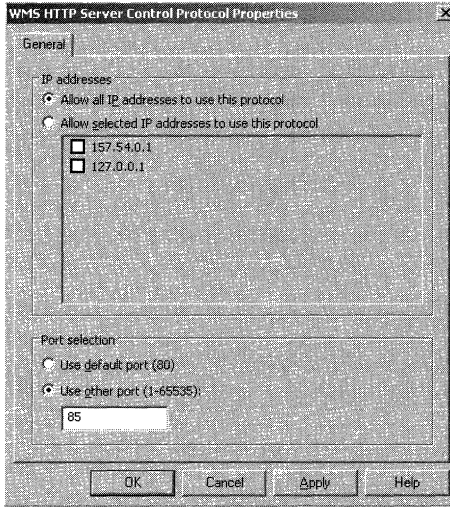 WMS HTTP Server Control Protocol Properties
General
IP addresses
Allow all IP addresses to use this protocol
Allow selected IP addresses to use this protocol
157.54.0.1
127.0.0.1
Port selection
Use default port (80)
Use other port (1-65535):
85
OK Cancel Apply Help